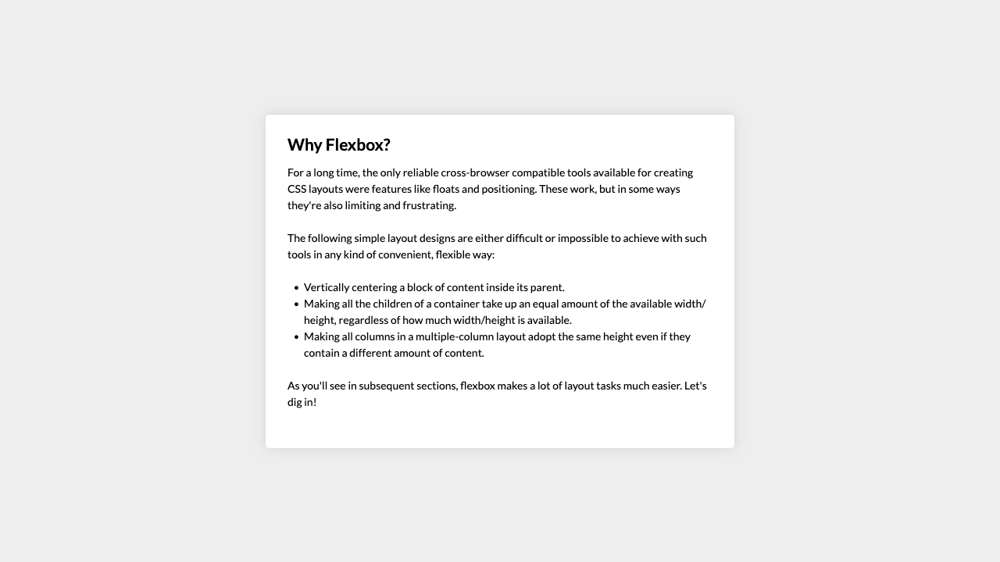 Why Flexbox?
For a long time, the only reliable cross-browser compatible tools available for creating
CSS layouts were features like floats and positioning. These work, but in some ways
they're also limiting and frustrating.
The following simple layout designs are either difficult or impossible to achieve with such
tools in any kind of convenient, flexible way:
• Vertically centering a block of content inside its parent.
• Making all the children of a container take up an equal amount of the available width/
height, regardless of how much width/height is available.
• Making all columns in a multiple-column layout adopt the same height even if they
contain a different amount of content.
As you'll see in subsequent sections, flexbox makes a lot of layout tasks much easier. Let's
dig in!